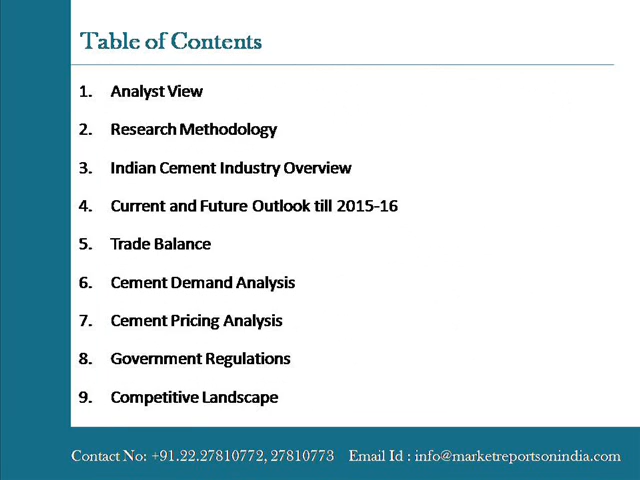 Table of Contents
1. Analyst View
2. Research Methodology
3. Indian Cement Industry Overview
4. Current and Future Outlook till 2015-16
5. Trade Balance
6. Cement Demand Analysis
7. Cement Pricing Analysis
8. Government Regulations
9. Competitive Landscape
Contact No: +91.22.27810772, 27810773 Email Id : info@marketreportsonindia.com